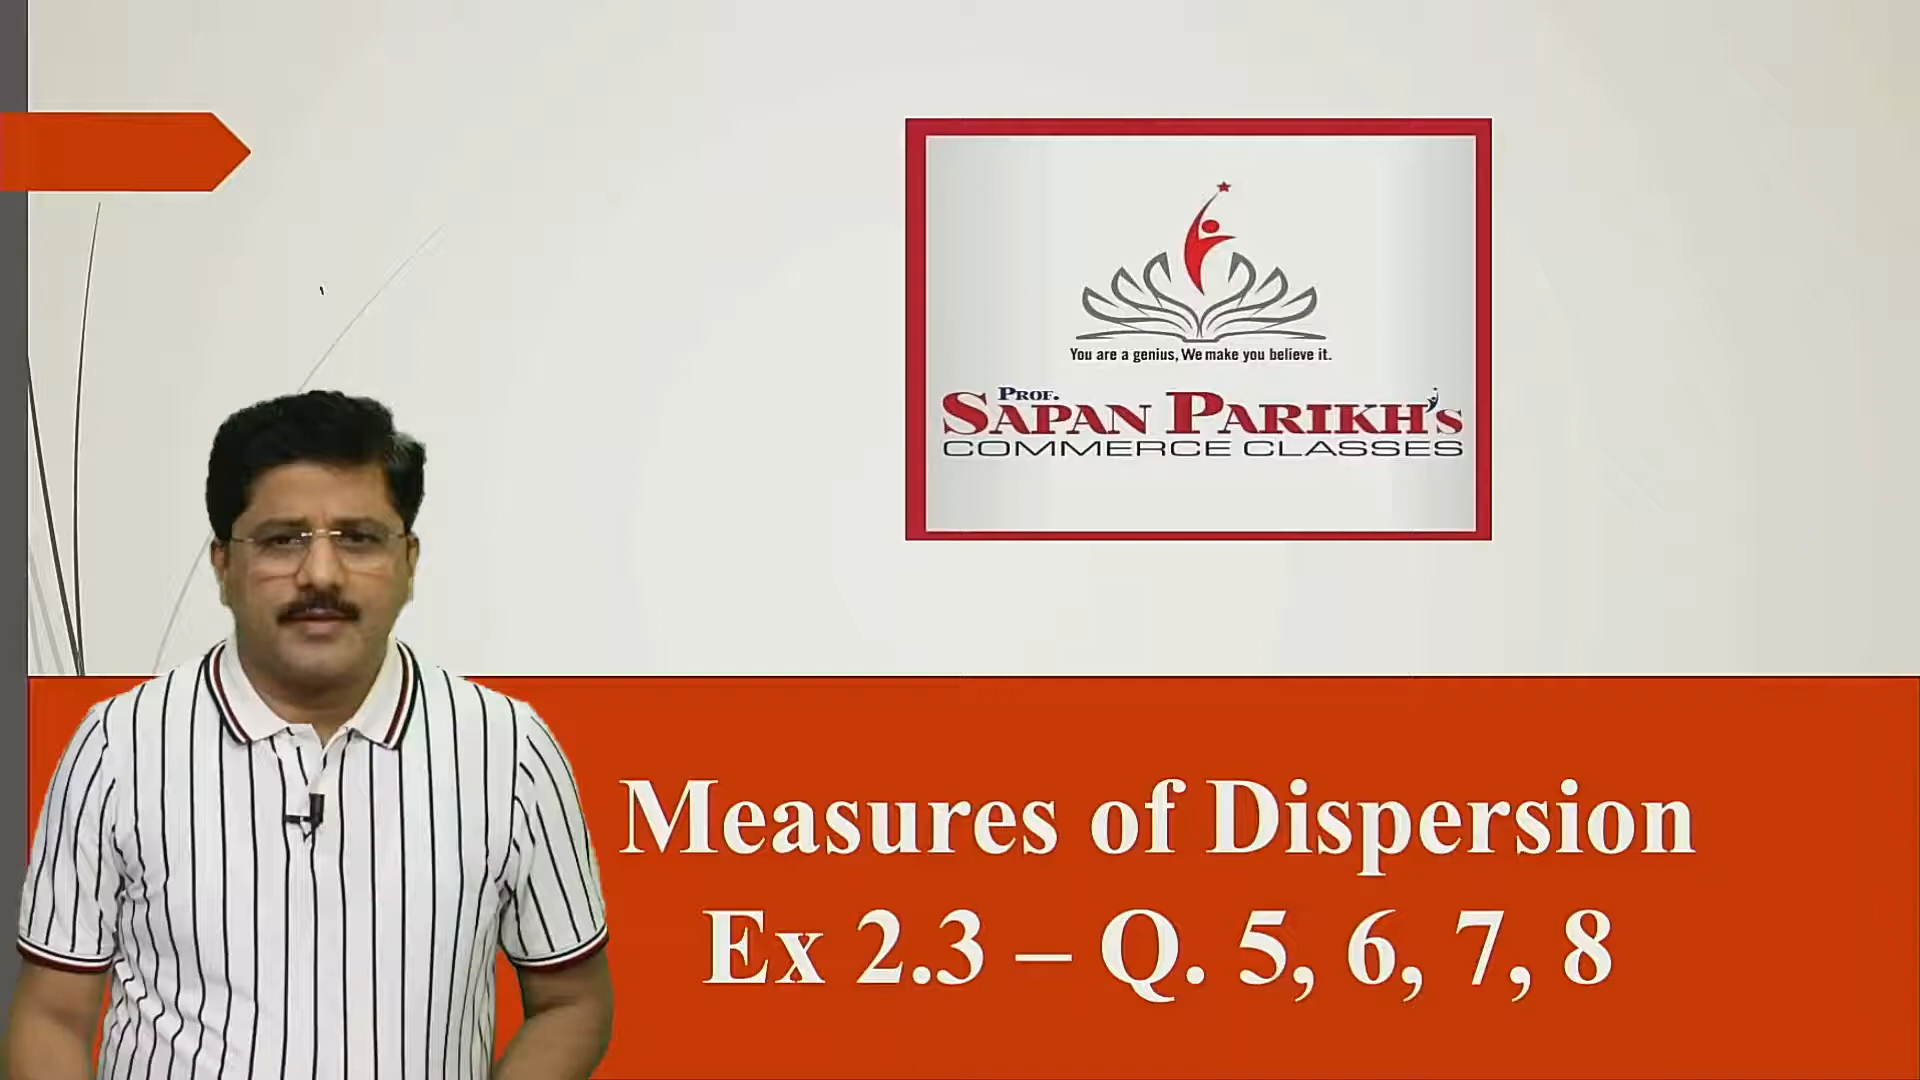 You are a genius, We make you believe it.
PROF.
SAPAN PARIKH'S
COMMERCE CLASSES
Measures of Dispersion
Ex 2.3 – Q. 5, 6, 7, 8